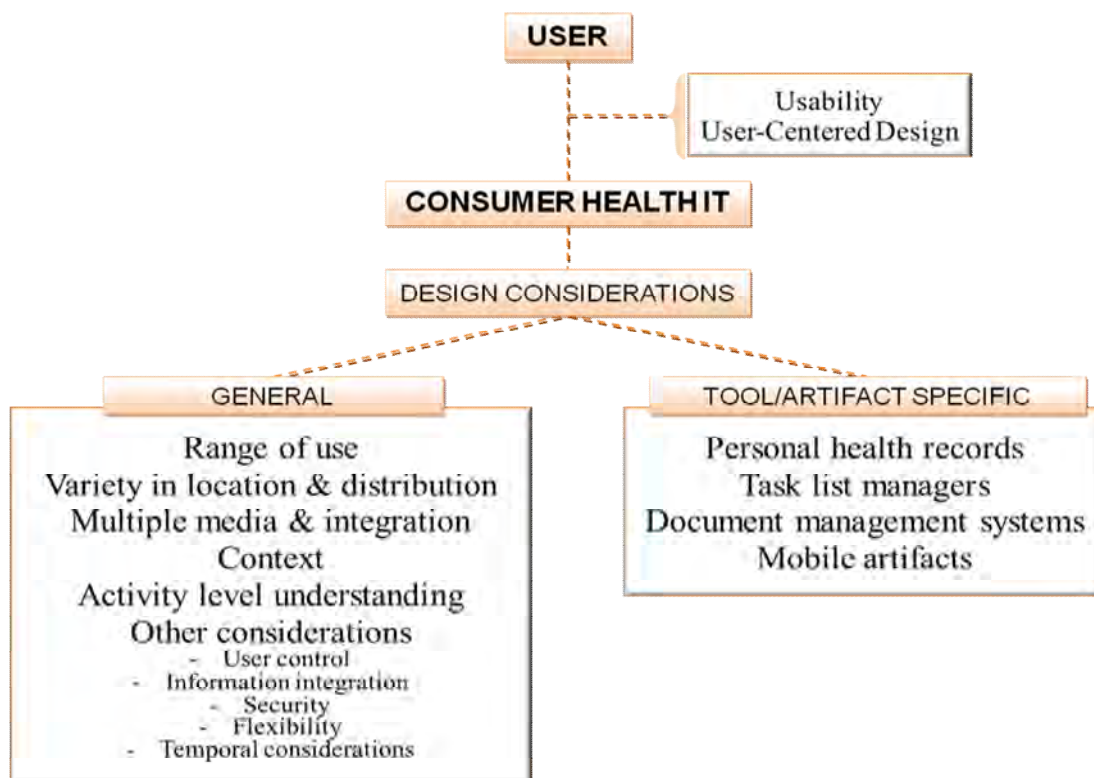 USER
Usability
User-Centered Design
CONSUMER HEALTH IT
DESIGN CONSIDERATIONS
GENERAL
Range of use
Variety in location & distribution
Multiple media & integration
Context
Activity level understanding
Other considerations
- User control
- Information integration
- Security
- Flexibility
- Temporal considerations
TOOL/ARTIFACT SPECIFIC
Personal health records
Task list managers
Document management systems
Mobile artifacts